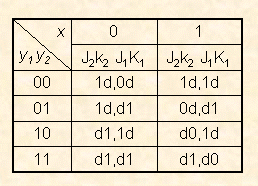 x 0 1
y1y2 J2k2 J1K1 J2k2 J1K1
00 1d,0d 1d,1d
01 1d,d1 0d,d1
10 d1,1d d0,1d
11 d1,d1 d1,d0